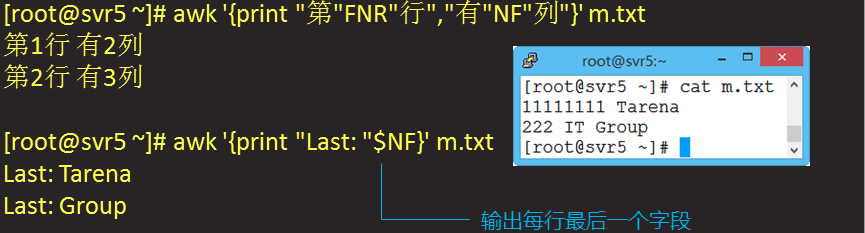 [root@svr5 ~]# awk '{print "第"FNR"行","有"NF"列"}' m.txt
第1行 有2列
第2行 有3列
[root@svr5 ~]# awk '{print "Last: "$NF}' m.txt
Last: Tarena
Last: Group
输出每行最后一个字段
root@svr5:~
[root@svr5 ~]# cat m.txt
11111111 Tarena
222 IT Group
[root@svr5 ~]#